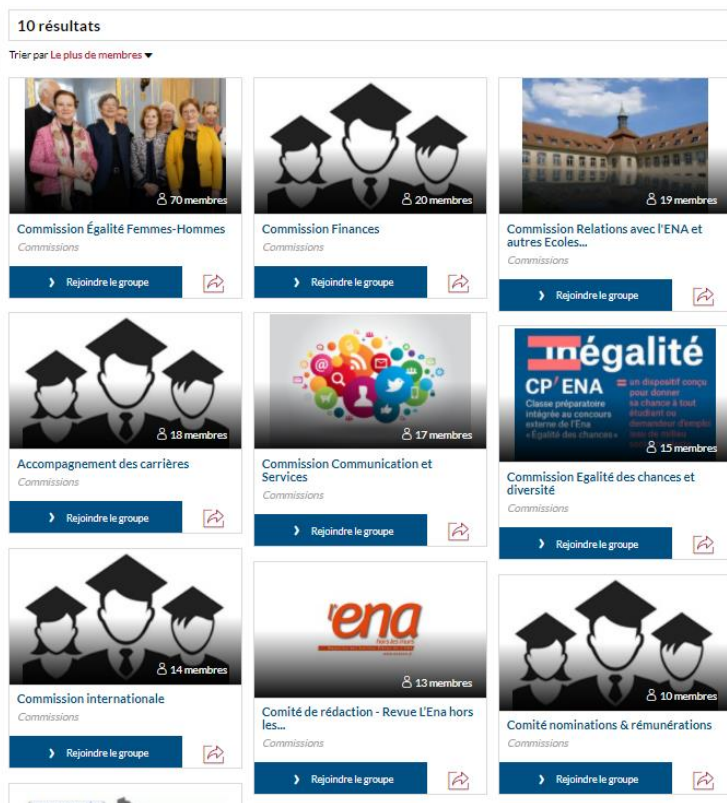 10 résultats
Trier par Le plus de membres
70 membres
Commission Égalité Femmes-Hommes
Commissions
Rejoindre le groupe
20 membres
Commission Finances
Commissions
Rejoindre le groupe
19 membres
Commission Relations avec l'ENA et
autres Ecoles...
Commissions
Rejoindre le groupe
18 membres
Accompagnement des carrières
Commissions
Rejoindre le groupe
17 membres
Commission Communication et
Services
Commissions
Rejoindre le groupe
inégalité
CP'ENA
Classe préparatoire
intégrée au concours
externe de l'Ena
«Égalité des chances»
un dispositif conçu
pour donner
sa chance à tout
étudiant ou
demandeur d'emploi
15 membres
Commission Egalité des chances et
diversité
Commissions
Rejoindre le groupe
14 membres
Commission internationale
Commissions
Rejoindre le groupe
l'ena
hors les murs
13 membres
Comité de rédaction - Revue L'Ena hors
les...
Commissions
Rejoindre le groupe
10 membres
Comité nominations & rémunérations
Commissions
Rejoindre le groupe